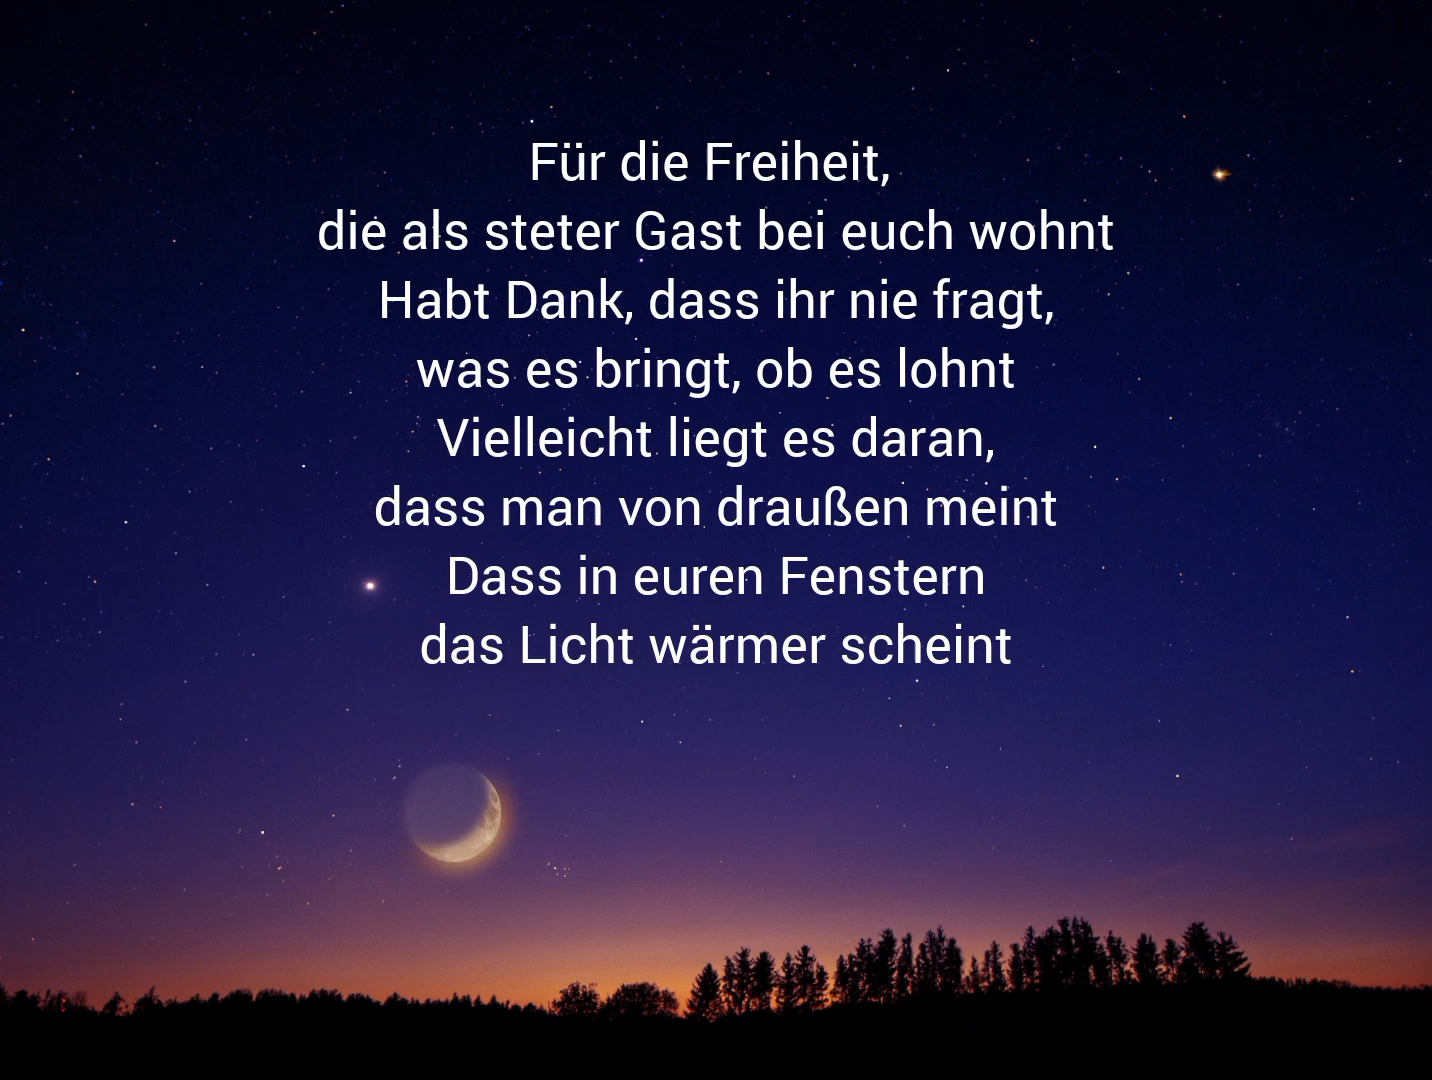 Für die Freiheit,
die als steter Gast bei euch wohnt
Habt Dank, dass ihr nie fragt,
was es bringt, ob es lohnt
Vielleicht liegt es daran,
dass man von draußen meint
Dass in euren Fenstern
das Licht wärmer scheint